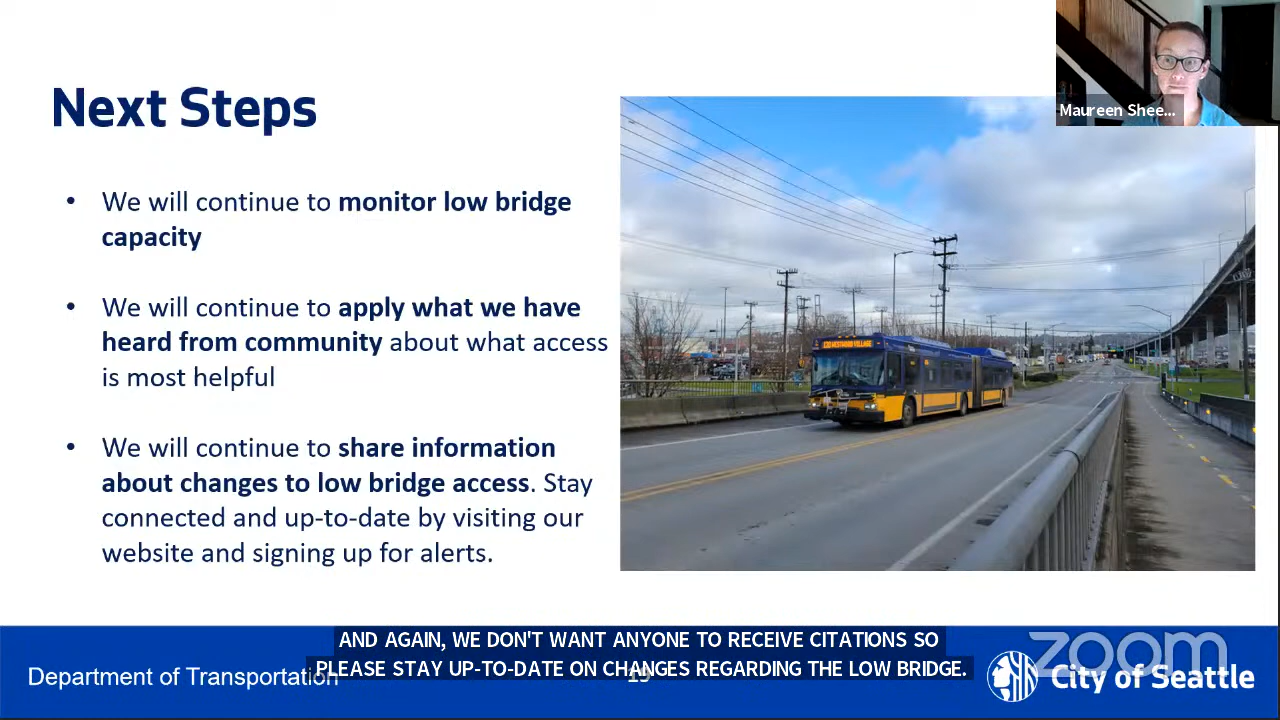 Next Steps
Maureen Shee...
• We will continue to monitor low bridge
capacity
• We will continue to apply what we have
heard from community about what access
is most helpful
• We will continue to share information
about changes to low bridge access. Stay
connected and up-to-date by visiting our
website and signing up for alerts.
WESTWOOD VILLAGE
AND AGAIN, WE DON'T WANT ANYONE TO RECEIVE CITATIONS SO
PLEASE STAY UP-TO-DATE ON CHANGES REGARDING THE LOW BRIDGE.
Department of Transportation
zoom
City of Seattle